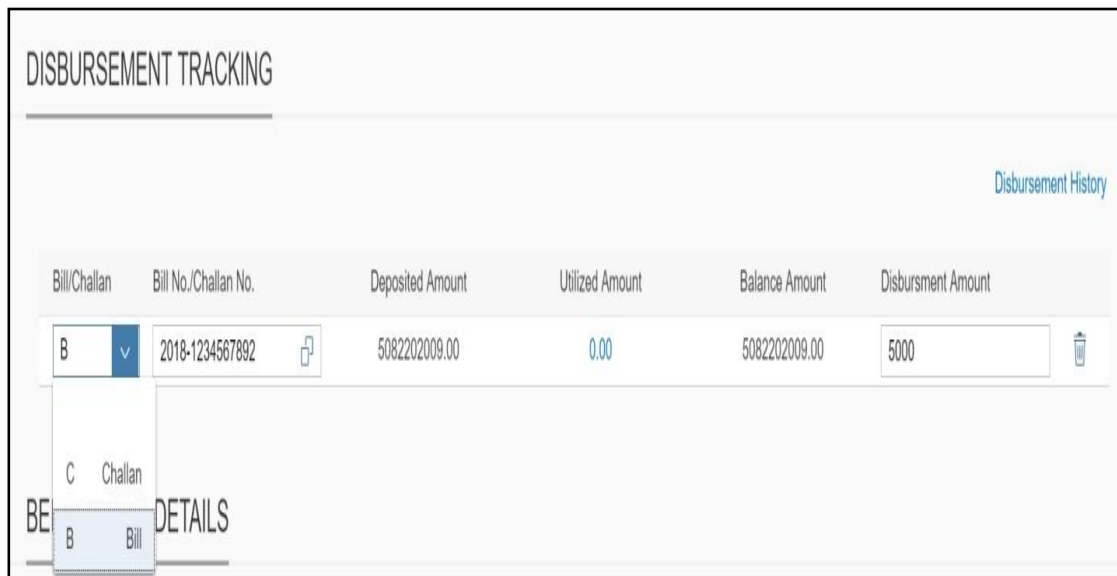 DISBURSEMENT TRACKING
Disbursement History
Bill/Challan Bill No./Challan No. Deposited Amount Utilized Amount Balance Amount Disbursment Amount
B 2018-1234567892 5082202009.00 0.00 5082202009.00 5000
C Challan
BE DETAILS
B Bill